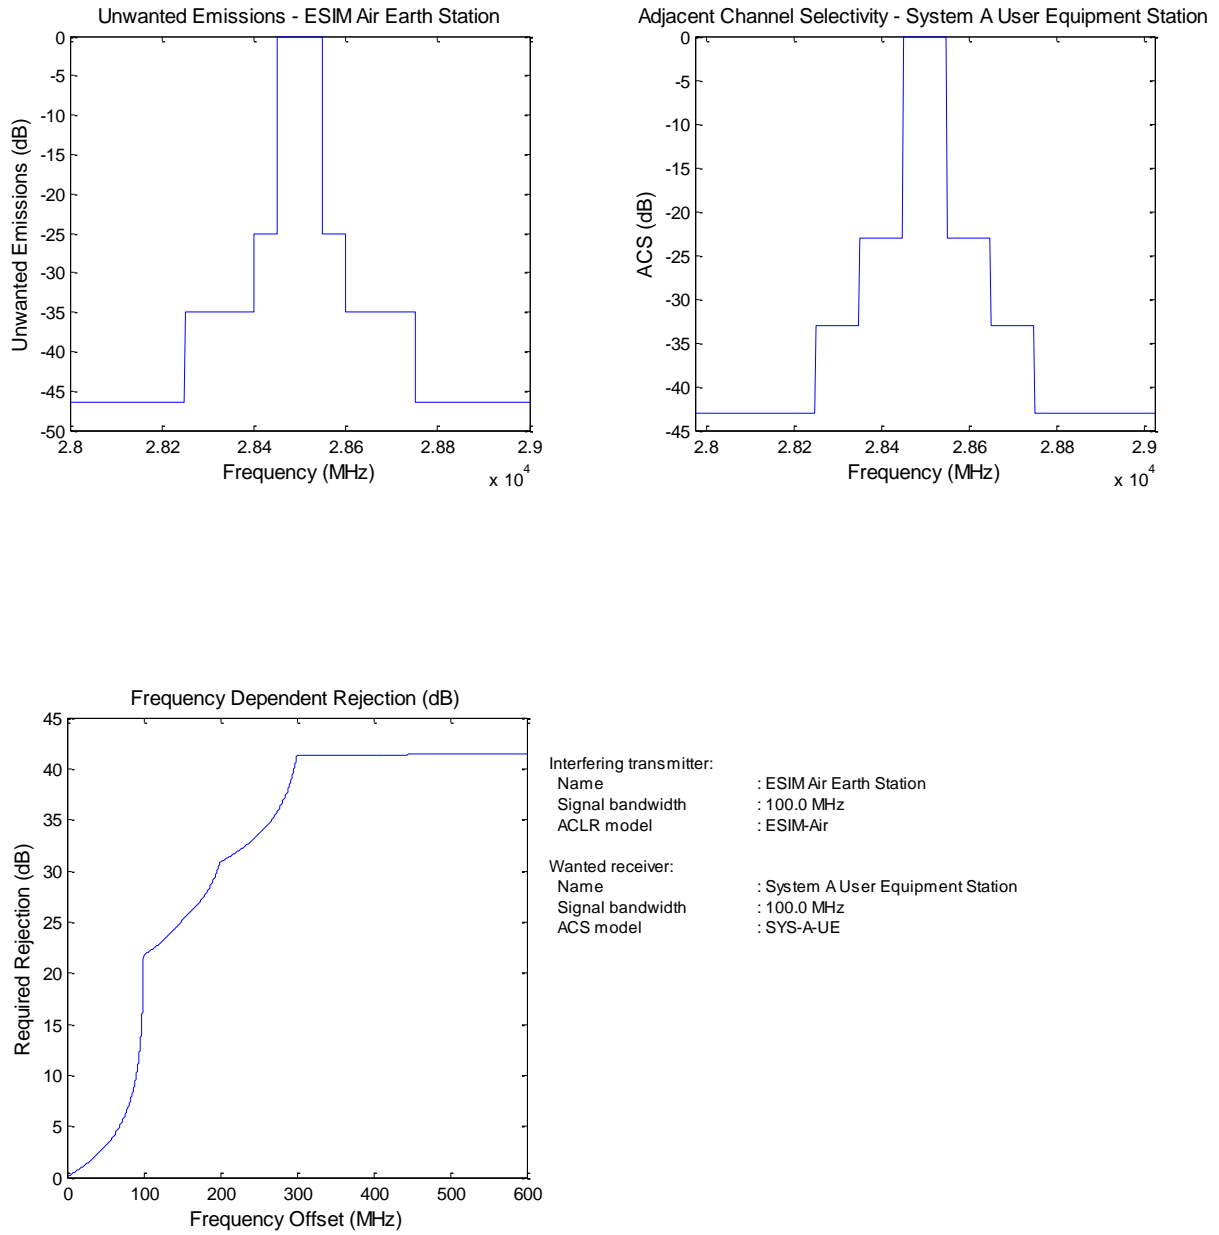 Unwanted Emissions - ESIM Air Earth Station
0
-5
-10
-15
-20
-25
-30
-35
-40
-45
-50
Unwanted Emissions (dB)
2.8
2.82
2.84
2.86
2.88
2.9
Frequency (MHz)
x 10^4
Adjacent Channel Selectivity - System A User Equipment Station
0
-5
-10
-15
-20
-25
-30
-35
-40
-45
ACS (dB)
2.8
2.82
2.84
2.86
2.88
2.9
Frequency (MHz)
x 10^4
Frequency Dependent Rejection (dB)
45
40
35
30
25
20
15
10
5
0
Required Rejection (dB)
0
100
200
300
400
500
600
Frequency Offset (MHz)
Interfering transmitter:
Name : ESIM Air Earth Station
Signal bandwidth : 100.0 MHz
ACLR model : ESIM-Air
Wanted receiver:
Name : System A User Equipment Station
Signal bandwidth : 100.0 MHz
ACS model : SYS-A-UE